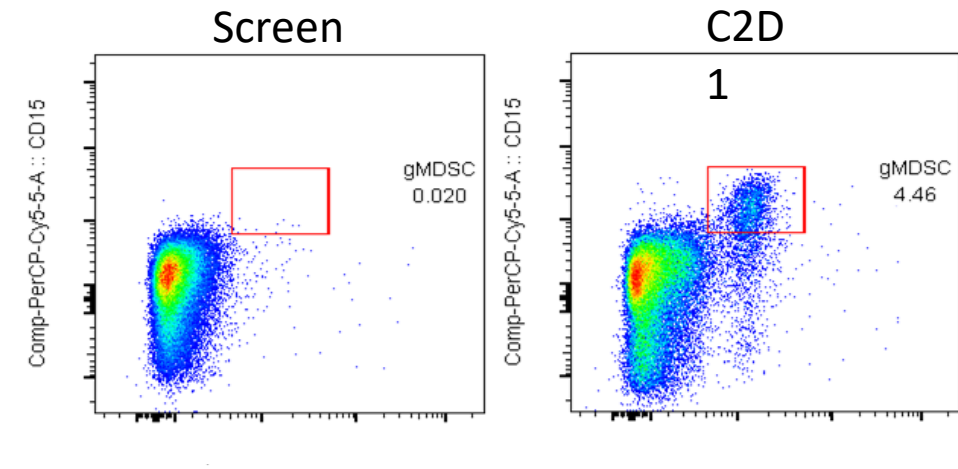 Screen
C2D
1
Comp-PerCP-Cy5-5-A :: CD15
gMDSC
0.020
Comp-PerCP-Cy5-5-A :: CD15
gMDSC
4.46